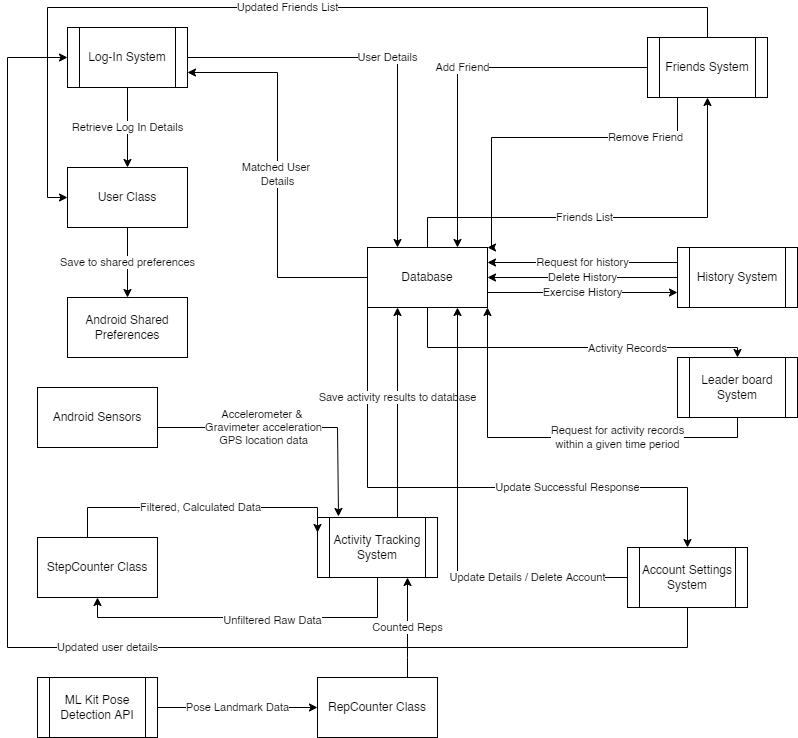 Updated Friends List
Log-In System
User Details
Add Friend
Friends System
Retrieve Log In Details
Remove Friend
Matched User
Details
User Class
Friends List
Save to shared preferences
Request for history
Database
Delete History
History System
Exercise History
Android Shared
Preferences
Activity Records
Leader board
System
Save activity results to database
Android Sensors
Accelerometer &
Gravimeter acceleration
GPS location data
Request for activity records
within a given time period
Update Successful Response
Filtered, Calculated Data
Activity Tracking
System
StepCounter Class
Update Details / Delete Account
Account Settings
System
Unfiltered Raw Data
Counted Reps
Updated user details
ML Kit Pose
Detection API
Pose Landmark Data
RepCounter Class